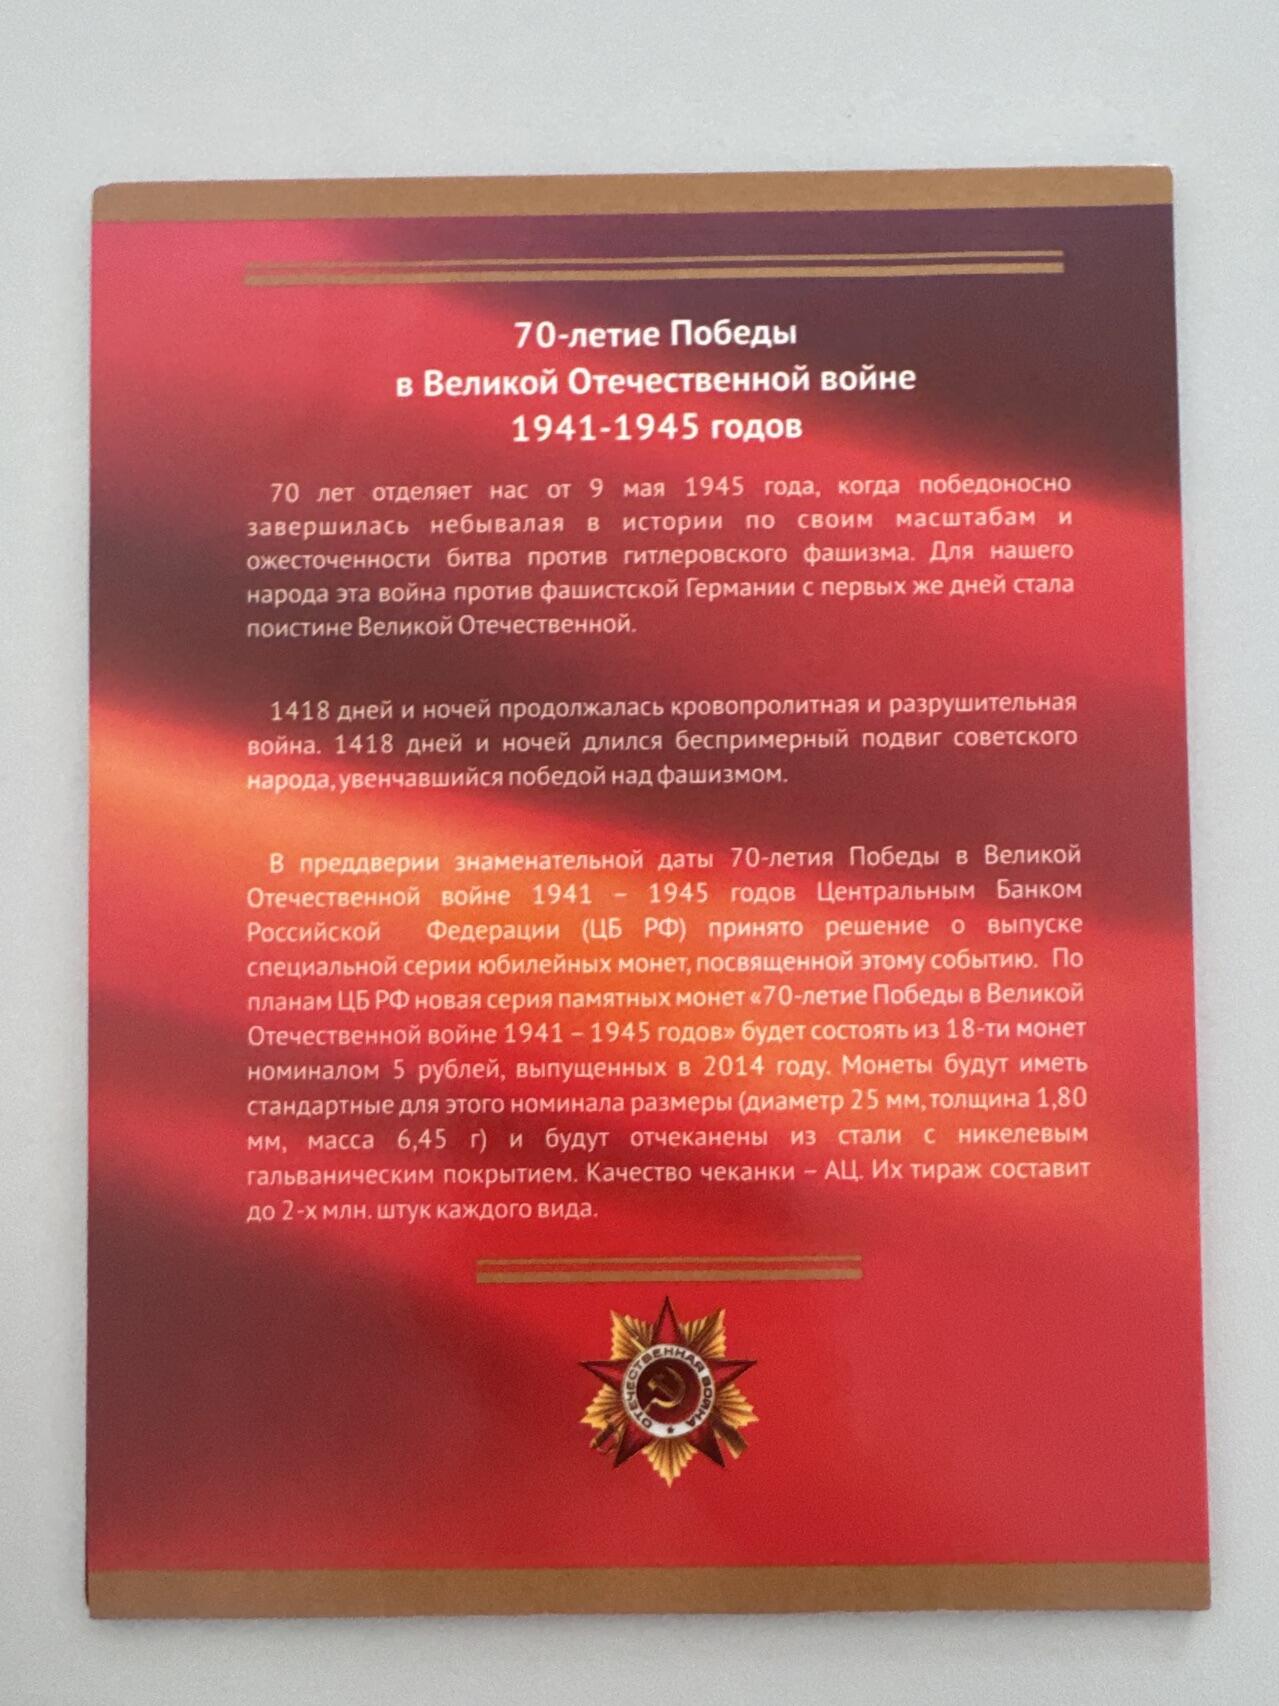 70-летие Победы
в Великой Отечественной войне
1941-1945 годов
70 лет отделяет нас от 9 мая 1945 года, когда победоносно
завершилась небывалая в истории по своим масштабам и
ожесточенности битва против гитлеровского фашизма. Для нашего
народа эта война против фашистской Германии с первых же дней стала
поистине Великой Отечественной.
1418 дней и ночей продолжалась кровопролитная и разрушительная
война. 1418 дней и ночей длился беспримерный подвиг советского
народа, увенчавшийся победой над фашизмом.
В преддверии знаменательной даты 70-летия Победы в Великой
Отечественной войне 1941 – 1945 годов Центральным Банком
Российской Федерации (ЦБ РФ) принято решение о выпуске
специальной серии юбилейных монет, посвященной этому событию. По
планам ЦБ РФ новая серия памятных монет «70-летие Победы в Великой
Отечественной войне 1941 – 1945 годов» будет состоять из 18-ти монет
номиналом 5 рублей, выпущенных в 2014 году. Монеты будут иметь
стандартные для этого номинала размеры (диаметр 25 мм, толщина 1,80
мм, масса 6,45 г) и будут отчеканены из стали с никелевым
гальваническим покрытием. Качество чеканки – АЦ. Их тираж составит
до 2-х млн. штук каждого вида.
ОТЕЧЕСТВЕННАЯ ВОЙНА